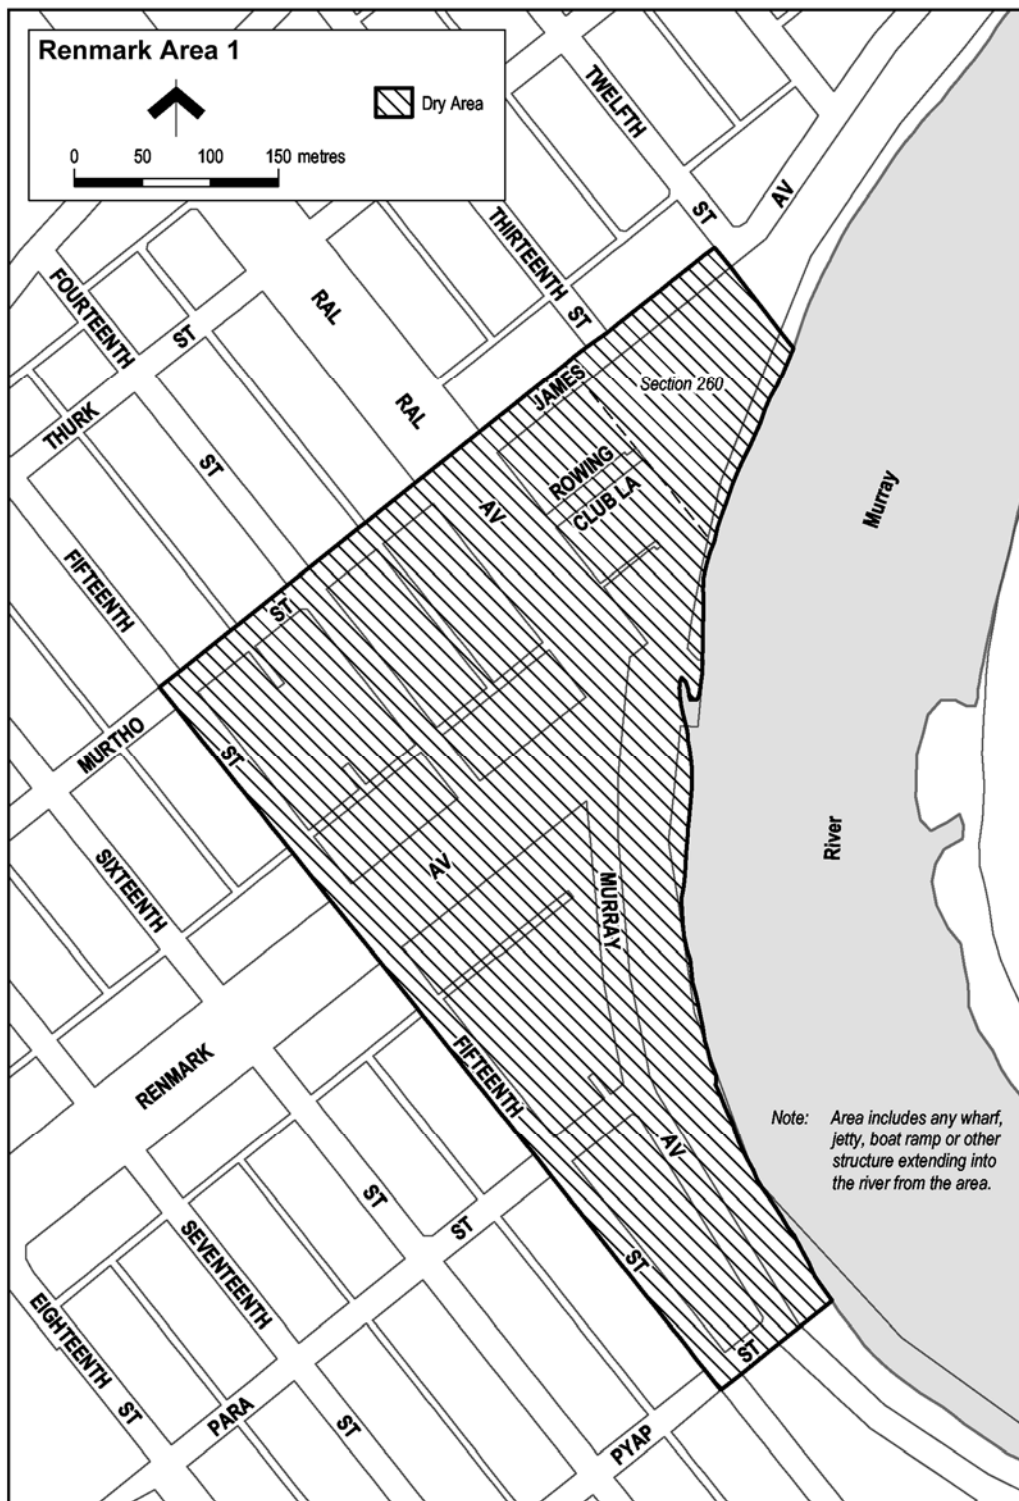 Renmark Area 1
Dry Area
0 50 100 150 metres
TWELFTH
ST
AV
THIRTEENTH
ST
FOURTEENTH
ST
RAL
RAL
THURK
ST
JAMES
Section 260
ROWING
CLUB LA
AV
Murray
FIFTEENTH
ST
MURTHO
ST
SIXTEENTH
AV
River
MURRAY
RENMARK
FIFTEENTH
Note: Area includes any wharf,
jetty, boat ramp or other
structure extending into
the river from the area.
AV
ST
ST
SEVENTEENTH
ST
EIGHTEENTH
ST
PARA
ST
ST
PYAP